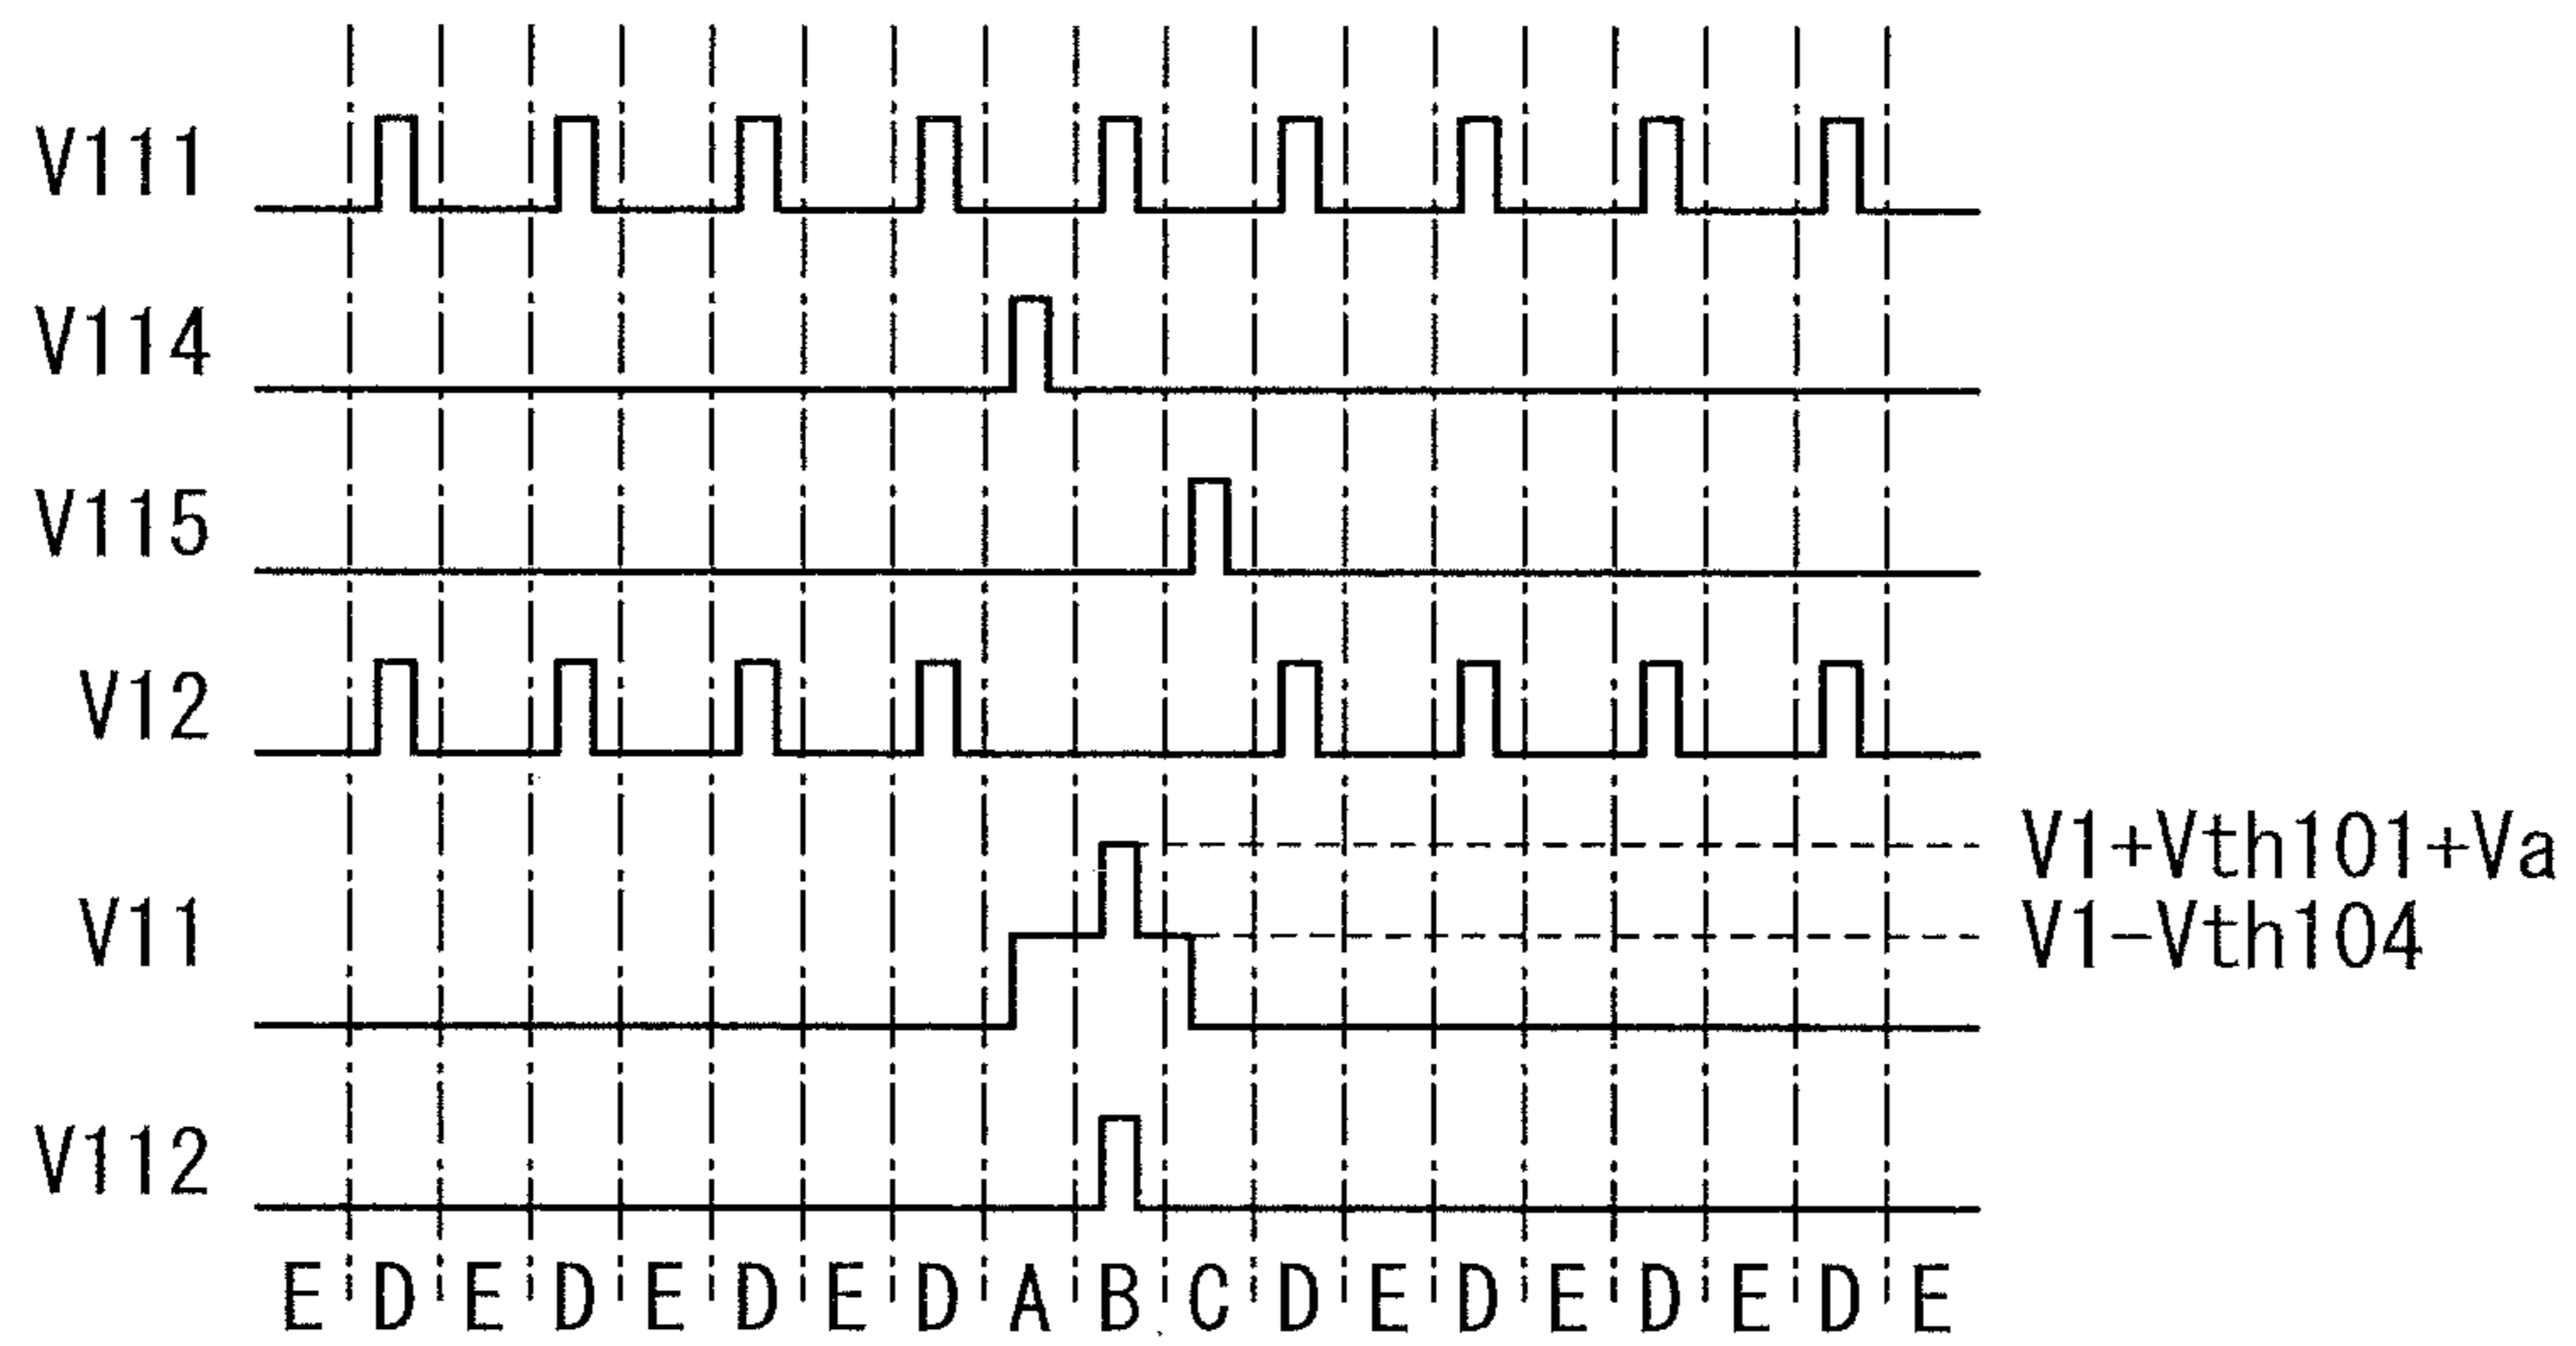 V111
V114
V115
V12
V1+Vth101+Va
V11
V1-Vth104
V112
E D E D E D E D A B C D E D E D E D E